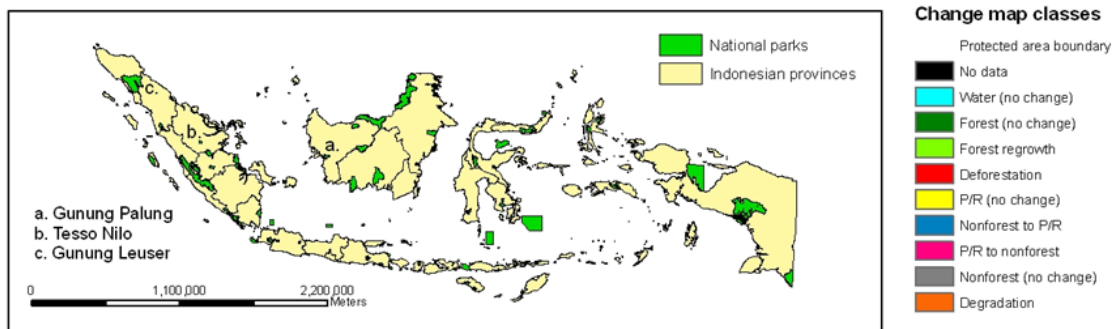 National parks
Indonesian provinces
c.
c.
b.
a.
a. Gunung Palung
b. Tesso Nilo
c. Gunung Leuser
0 1,100,000 2,200,000
Meters
Change map classes
Protected area boundary
No data
Water (no change)
Forest (no change)
Forest regrowth
Deforestation
P/R (no change)
Nonforest to P/R
P/R to nonforest
Nonforest (no change)
Degradation